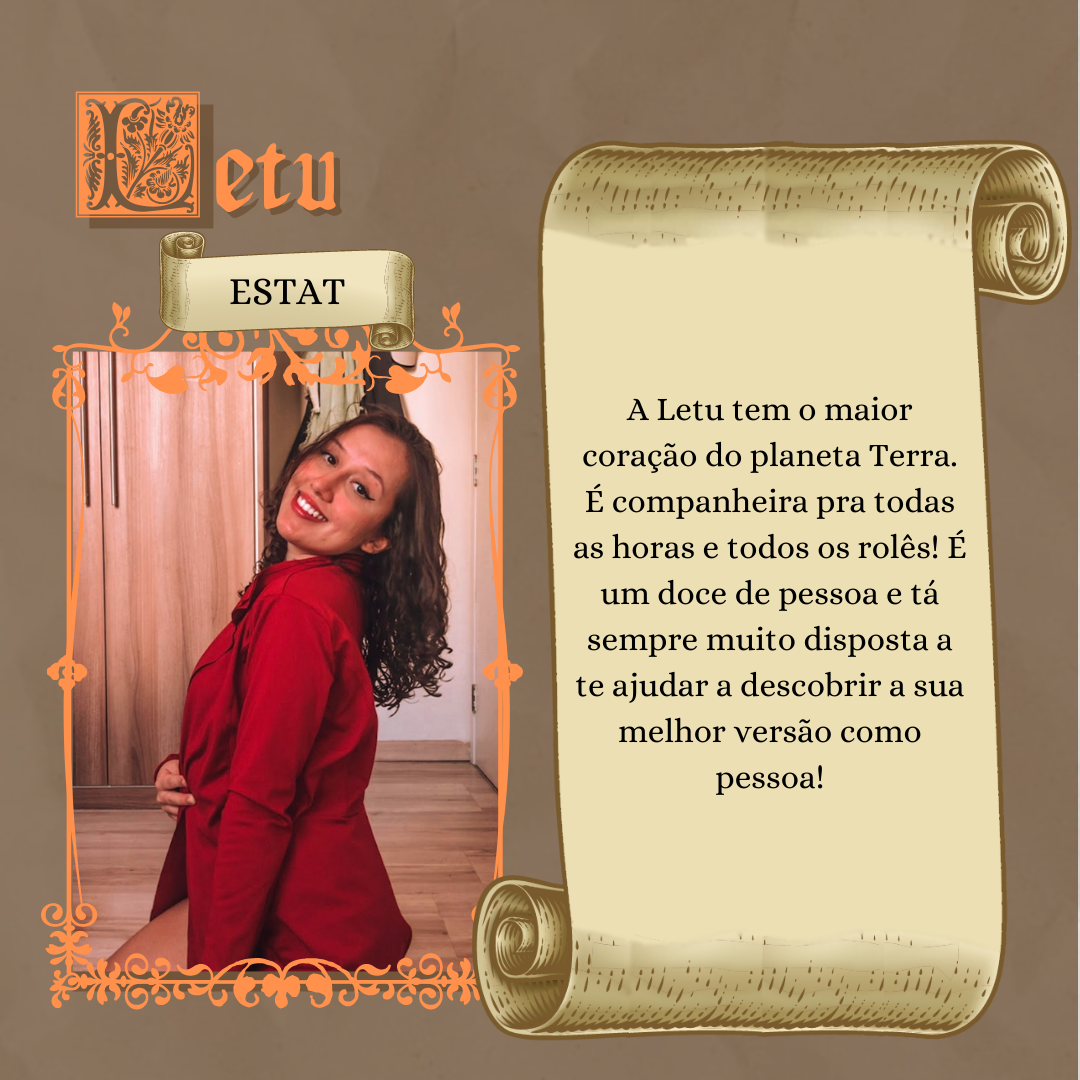 Letu
ESTAT
A Letu tem o maior
coração do planeta Terra.
É companheira pra todas
as horas e todos os rolês! É
um doce de pessoa e tá
sempre muito disposta a
te ajudar a descobrir a sua
melhor versão como
pessoa!